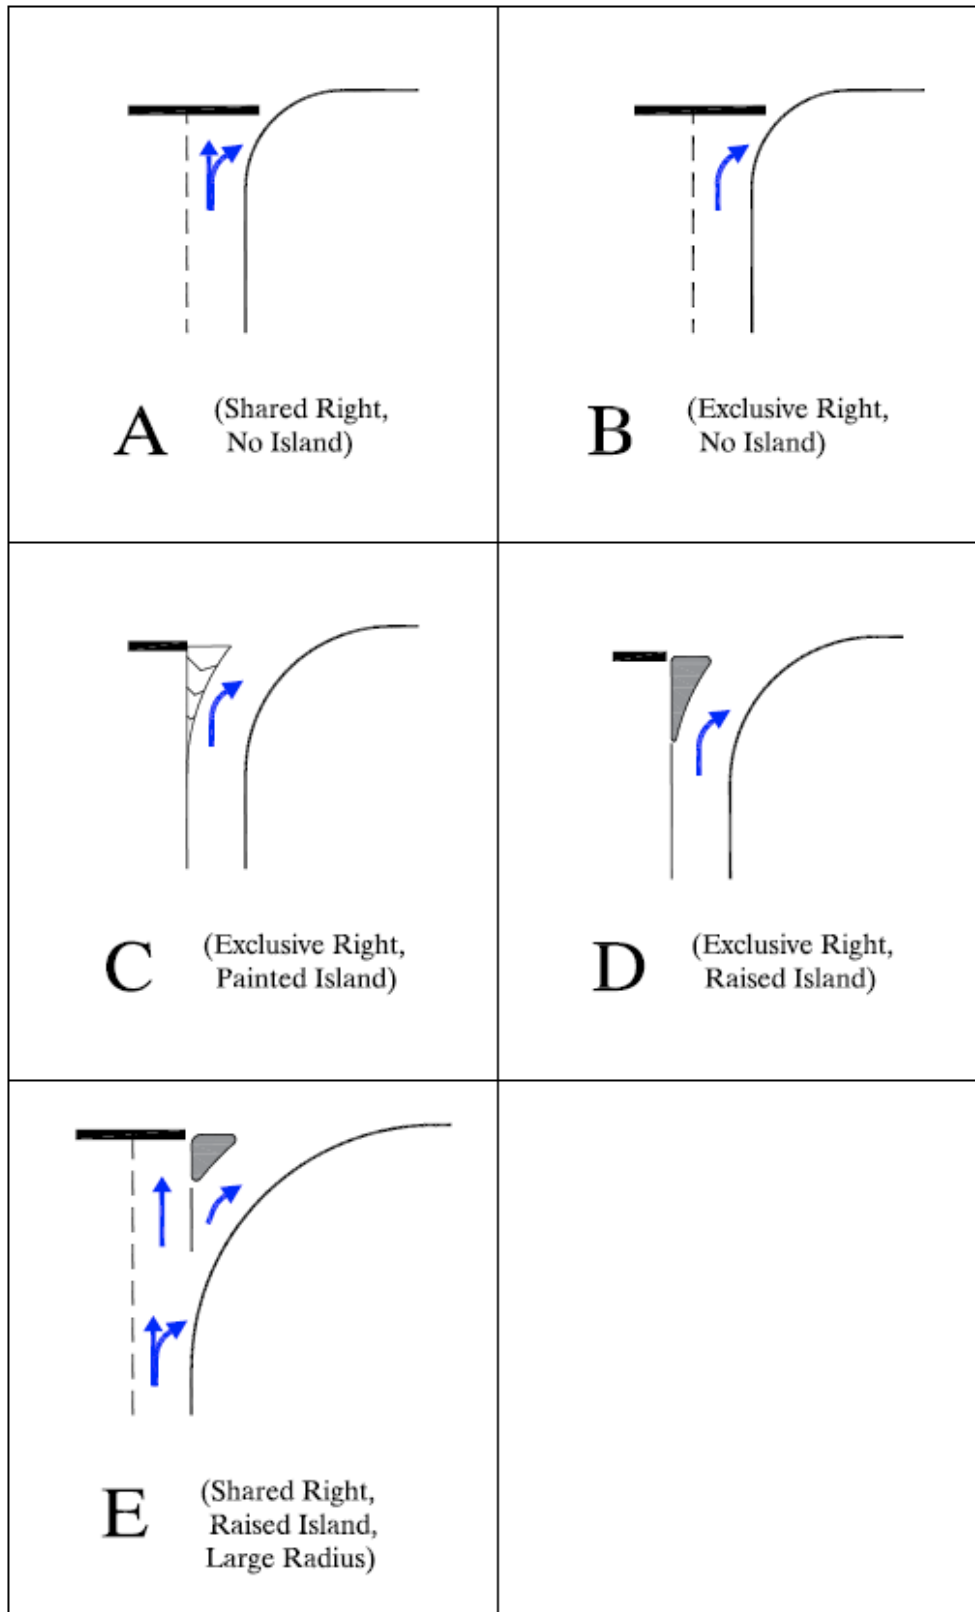 A
(Shared Right,
No Island)
B
(Exclusive Right,
No Island)
C
(Exclusive Right,
Painted Island)
D
(Exclusive Right,
Raised Island)
E
(Shared Right,
Raised Island,
Large Radius)